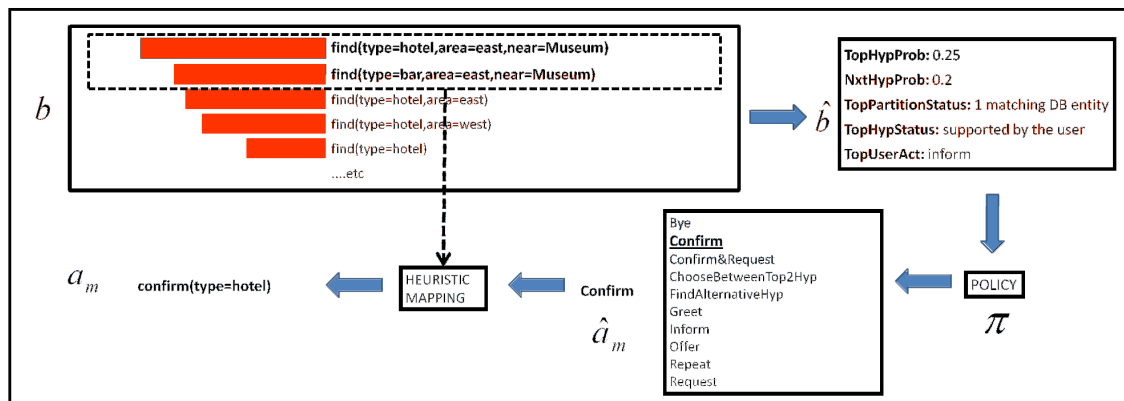 b
find(type=hotel,area=east,near=Museum)
find(type=bar,area=east,near=Museum)
find(type=hotel,area=east)
find(type=hotel,area=west)
find(type=hotel)
....etc
b̂
TopHypProb: 0.25
NxtHypProb: 0.2
TopPartitionStatus: 1 matching DB entity
TopHypStatus: supported by the user
TopUserAct: inform
POLICY
π
Bye
Confirm
Confirm&Request
ChooseBetweenTop2Hyp
FindAlternativeHyp
Greet
Inform
Offer
Repeat
Request
Confirm
âₘ
HEURISTIC
MAPPING
confirm(type=hotel)
aₘ